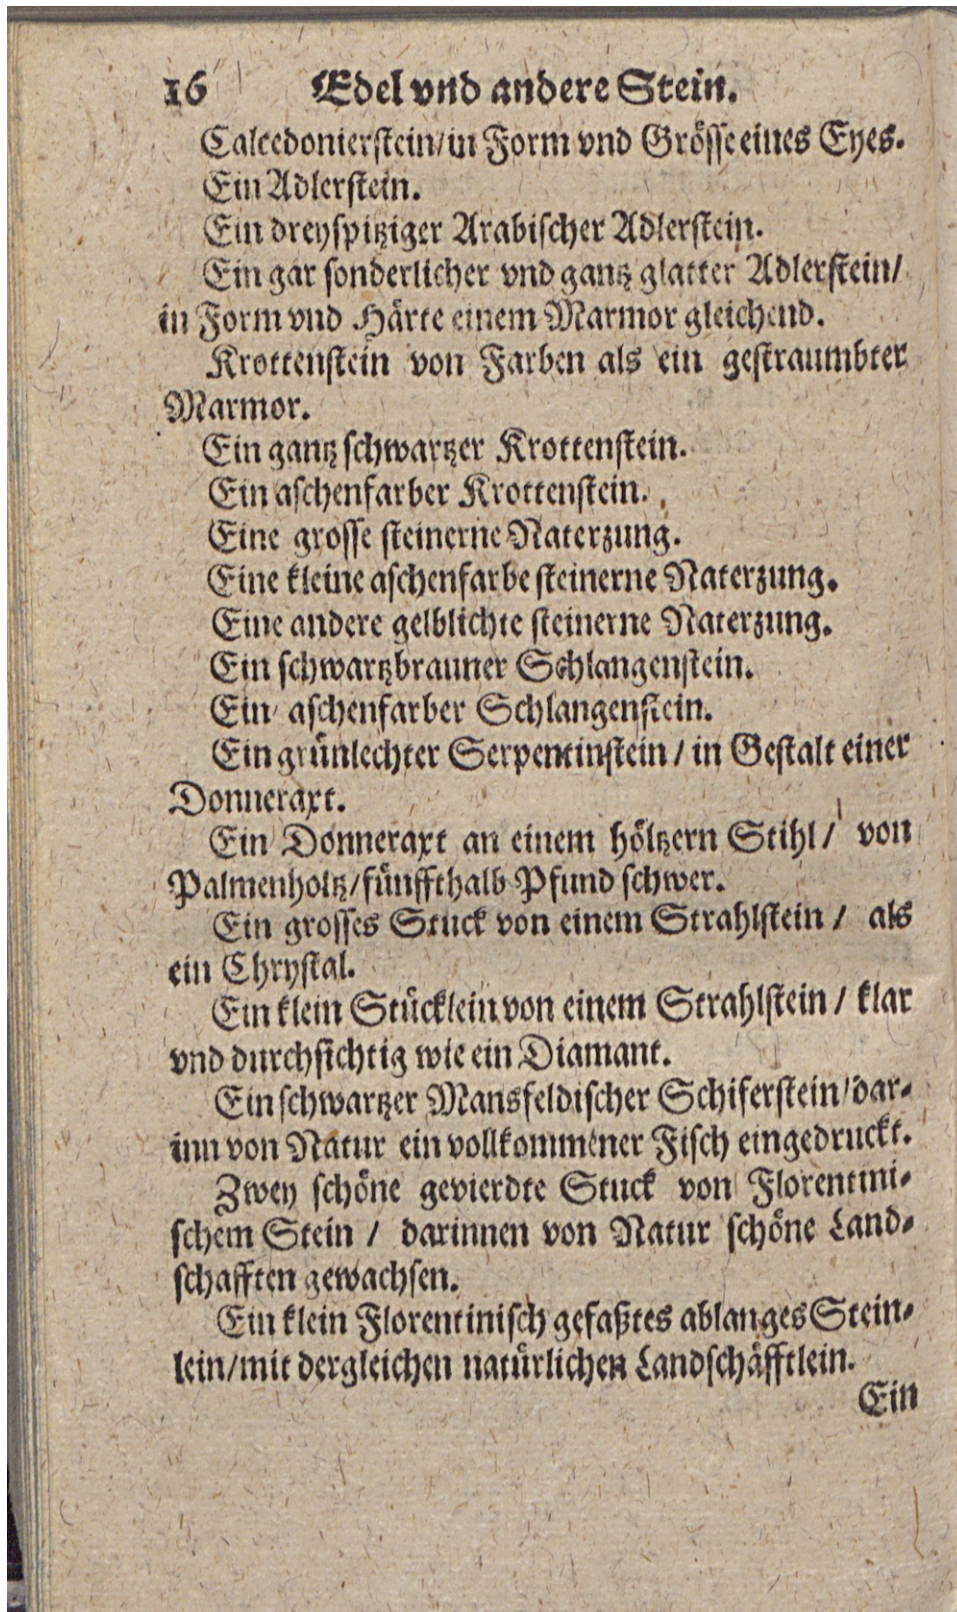 16 Edel vnd andere Stein.
Calcedonierstein/in Form vnd Grösse eines Eyes.
Ein Adlerstein.
Ein dreyspitziger Arabischer Adlerstein.
Ein gar sonderlicher vnd gantz glatter Adlerstein/
in Form vnd Härte einem Marmor gleichend.
Krottenstein von Farben als ein gestraumbter
Marmor.
Ein gantz schwartzer Krottenstein.
Ein aschenfarber Krottenstein.
Eine grosse steinerne Naterzung.
Eine kleine aschenfarbe steinerne Naterzung.
Eine andere gelblichte steinerne Naterzung.
Ein schwartzbrauner Schlangenstein.
Ein aschenfarber Schlangenstein.
Ein grünlechter Serpentinstein / in Gestalt einer
Donneraxt.
Ein Donneraxt an einem höltzern Stihl / von
Palmenholtz/fünffthalb Pfund schwer.
Ein grosses Stuck von einem Strahlstein / als
ein Chrystal.
Ein klein Stücklein von einem Strahlstein / klar
vnd durchsichtig wie ein Diamant.
Ein schwartzer Mansfeldischer Schiferstein/dar-
inn von Natur ein vollkommener Fisch eingedruckt.
Zwey schöne gevierdte Stuck von Florentini-
schem Stein / darinnen von Natur schöne Land-
schafften gewachsen.
Ein klein Florentinisch gefaßtes ablanges Stein-
lein/mit dergleichen natürlichen Landschäfftlein.
Ein